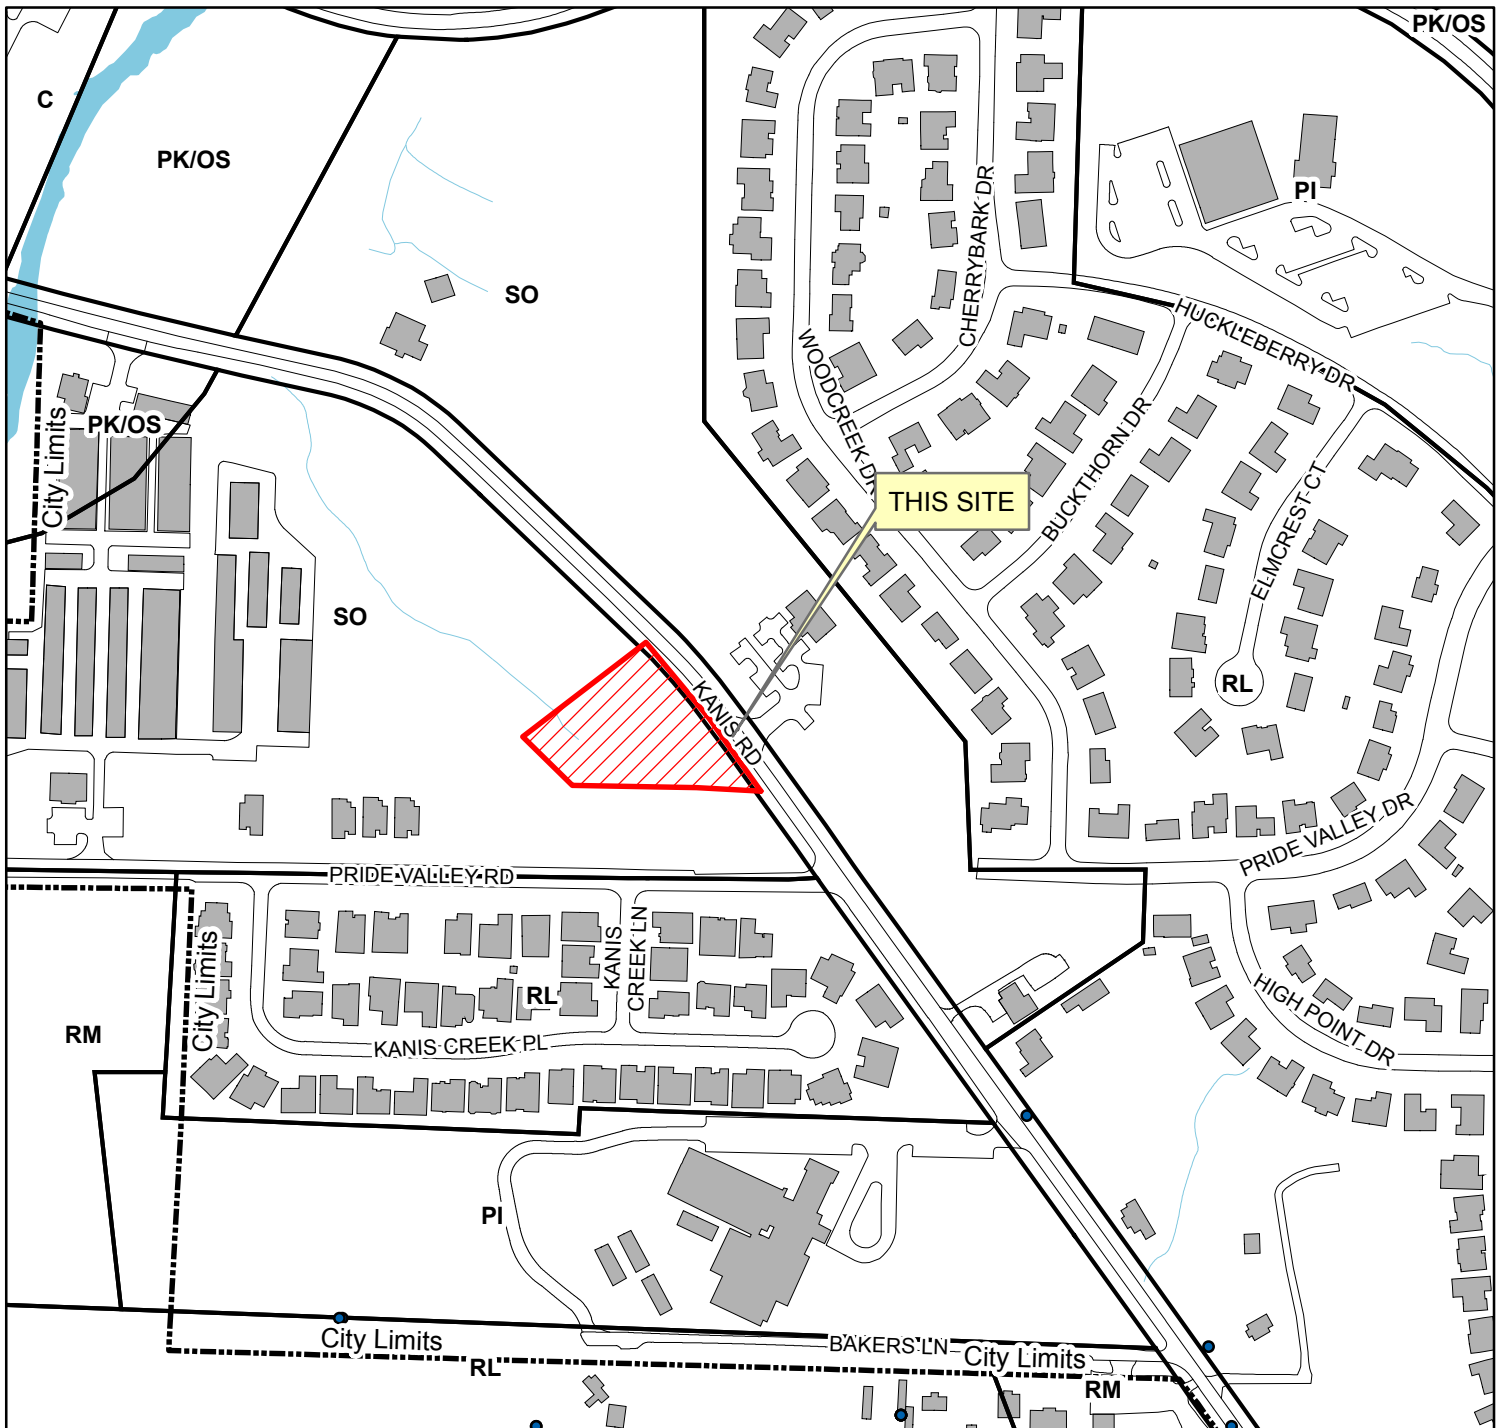 PK/OS
C
PK/OS
PI
SO
CHERRYBARK DR
HUCKLEBERRY DR
WOODCREEK DR
PK/OS
City Limits
BUCKTHORN DR
ELMCREST CT
THIS SITE
SO
KANIS RD
RL
PRIDE VALLEY DR
PRIDE VALLEY RD
KANIS
CREEK LN
City Limits
RL
HIGH POINT DR
RM
KANIS CREEK PL
PI
City Limits
BAKERS LN
City Limits
RL
RM